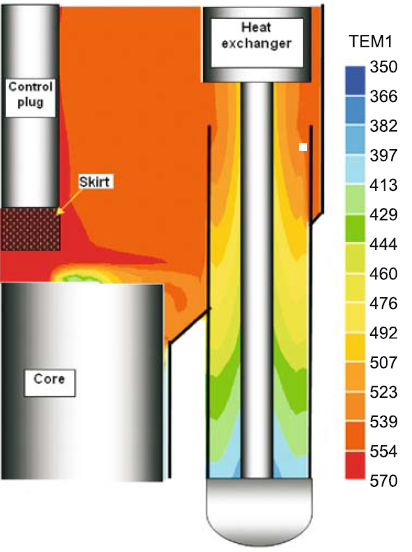 Heat
exchanger
TEM1
Control
plug
Skirt
Core
350
366
382
397
413
429
444
460
476
492
507
523
539
554
570